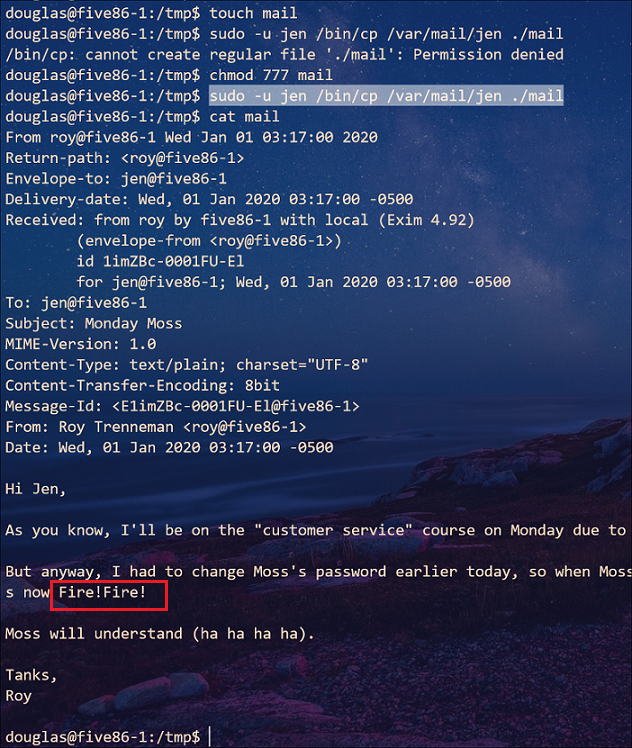 douglas@five86-1:/tmp$ touch mail
douglas@five86-1:/tmp$ sudo -u jen /bin/cp /var/mail/jen ./mail
/bin/cp: cannot create regular file './mail': Permission denied
douglas@five86-1:/tmp$ chmod 777 mail
douglas@five86-1:/tmp$ sudo -u jen /bin/cp /var/mail/jen ./mail
douglas@five86-1:/tmp$ cat mail
From roy@five86-1 Wed Jan 01 03:17:00 2020
Return-path: <roy@five86-1>
Envelope-to: jen@five86-1
Delivery-date: Wed, 01 Jan 2020 03:17:00 -0500
Received: from roy by five86-1 with local (Exim 4.92)
(envelope-from <roy@five86-1>)
id 1imZBc-0001FU-El
for jen@five86-1; Wed, 01 Jan 2020 03:17:00 -0500
To: jen@five86-1
Subject: Monday Moss
MIME-Version: 1.0
Content-Type: text/plain; charset="UTF-8"
Content-Transfer-Encoding: 8bit
Message-Id: <E1imZBc-0001FU-El@five86-1>
From: Roy Trenneman <roy@five86-1>
Date: Wed, 01 Jan 2020 03:17:00 -0500
Hi Jen,
As you know, I'll be on the "customer service" course on Monday due to
But anyway, I had to change Moss's password earlier today, so when Moss
s now Fire!Fire!
Moss will understand (ha ha ha ha).
Tanks,
Roy
douglas@five86-1:/tmp$